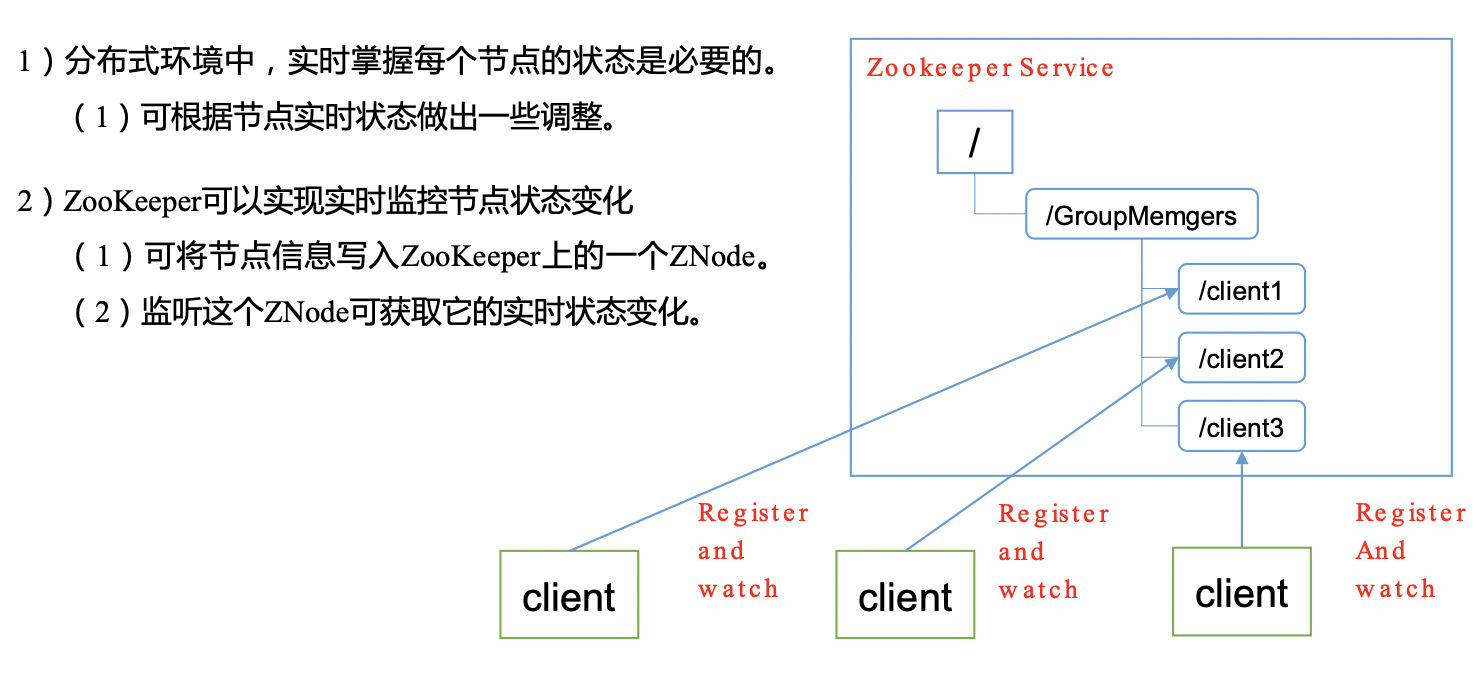 1）分布式环境中，实时掌握每个节点的状态是必要的。
（1）可根据节点实时状态做出一些调整。
2）ZooKeeper可以实现实时监控节点状态变化
（1）可将节点信息写入ZooKeeper上的一个ZNode。
（2）监听这个ZNode可获取它的实时状态变化。
Zookeeper Service
/
/GroupMemgers
/client1
/client2
/client3
Register
and
watch
Register
and
watch
Register
And
watch
client
client
client